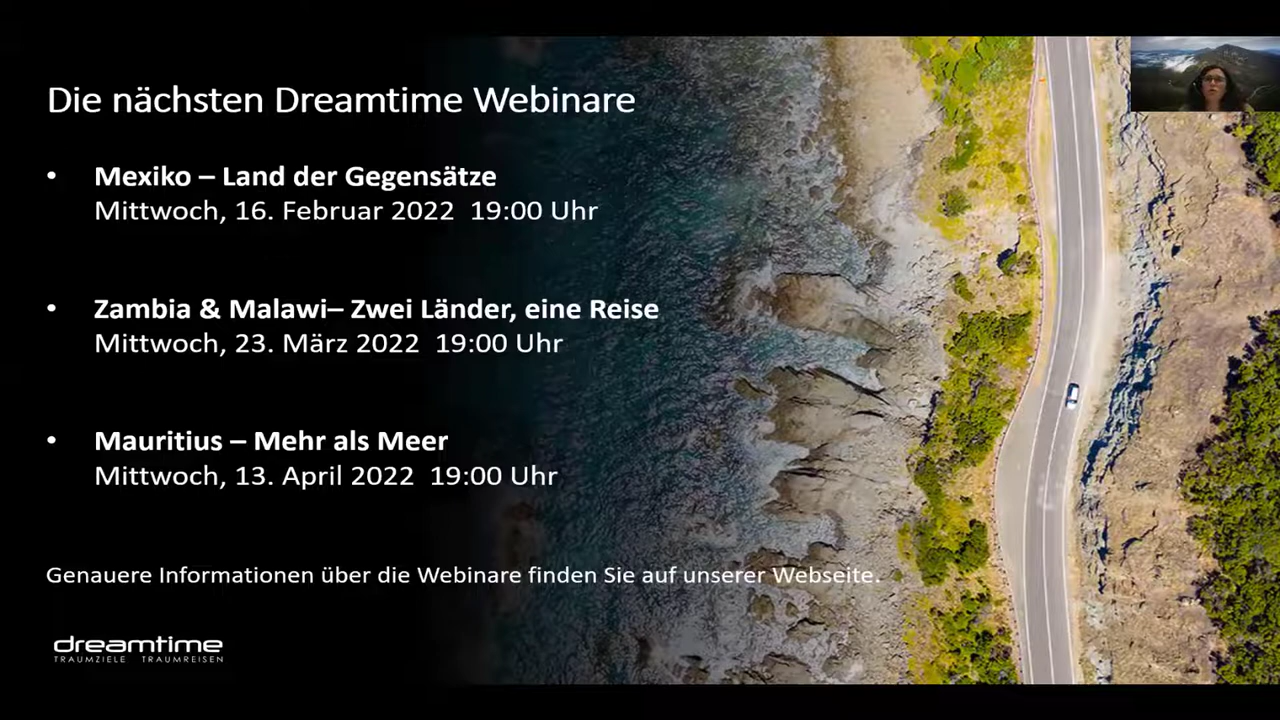 Die nächsten Dreamtime Webinare
• Mexiko – Land der Gegensätze
Mittwoch, 16. Februar 2022 19:00 Uhr
• Zambia & Malawi– Zwei Länder, eine Reise
Mittwoch, 23. März 2022 19:00 Uhr
• Mauritius – Mehr als Meer
Mittwoch, 13. April 2022 19:00 Uhr
Genauere Informationen über die Webinare finden Sie auf unserer Webseite.
dreamtime
TRAUMZIELE TRAUMREISEN